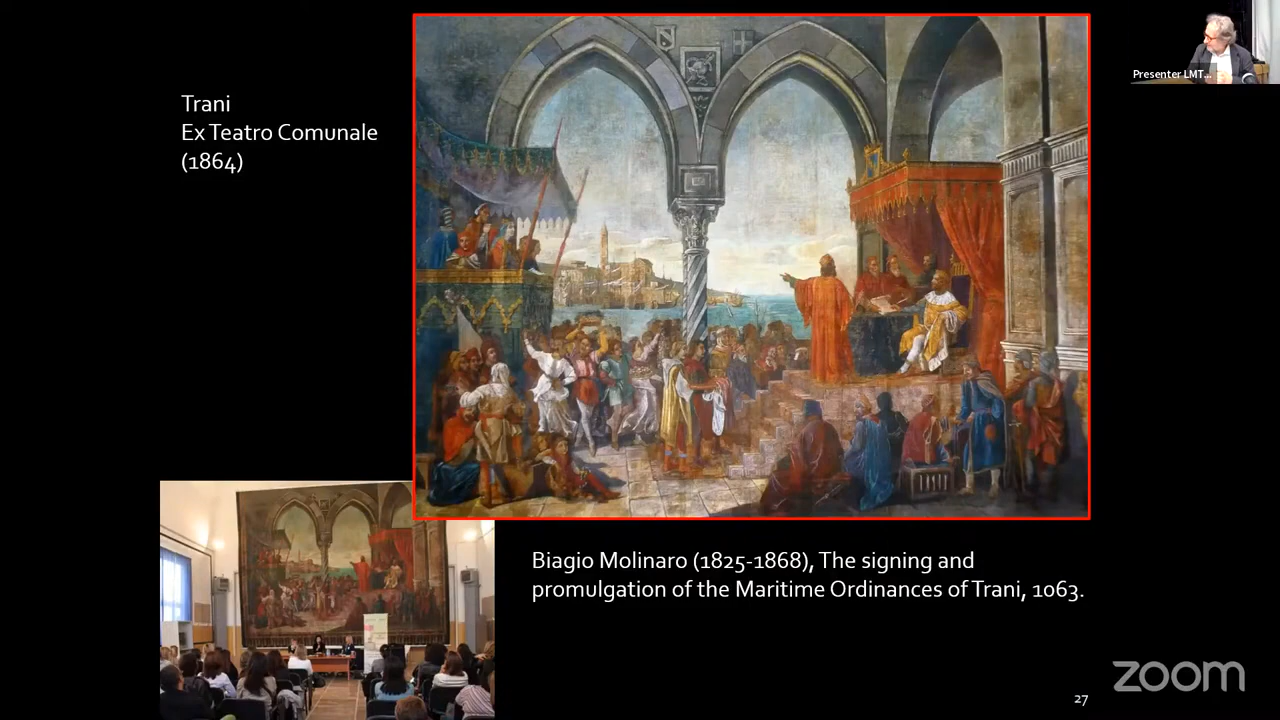 Trani
Ex Teatro Comunale
(1864)
Presenter LMT...
Biagio Molinaro (1825-1868), The signing and
promulgation of the Maritime Ordinances of Trani, 1063.
zoom
27